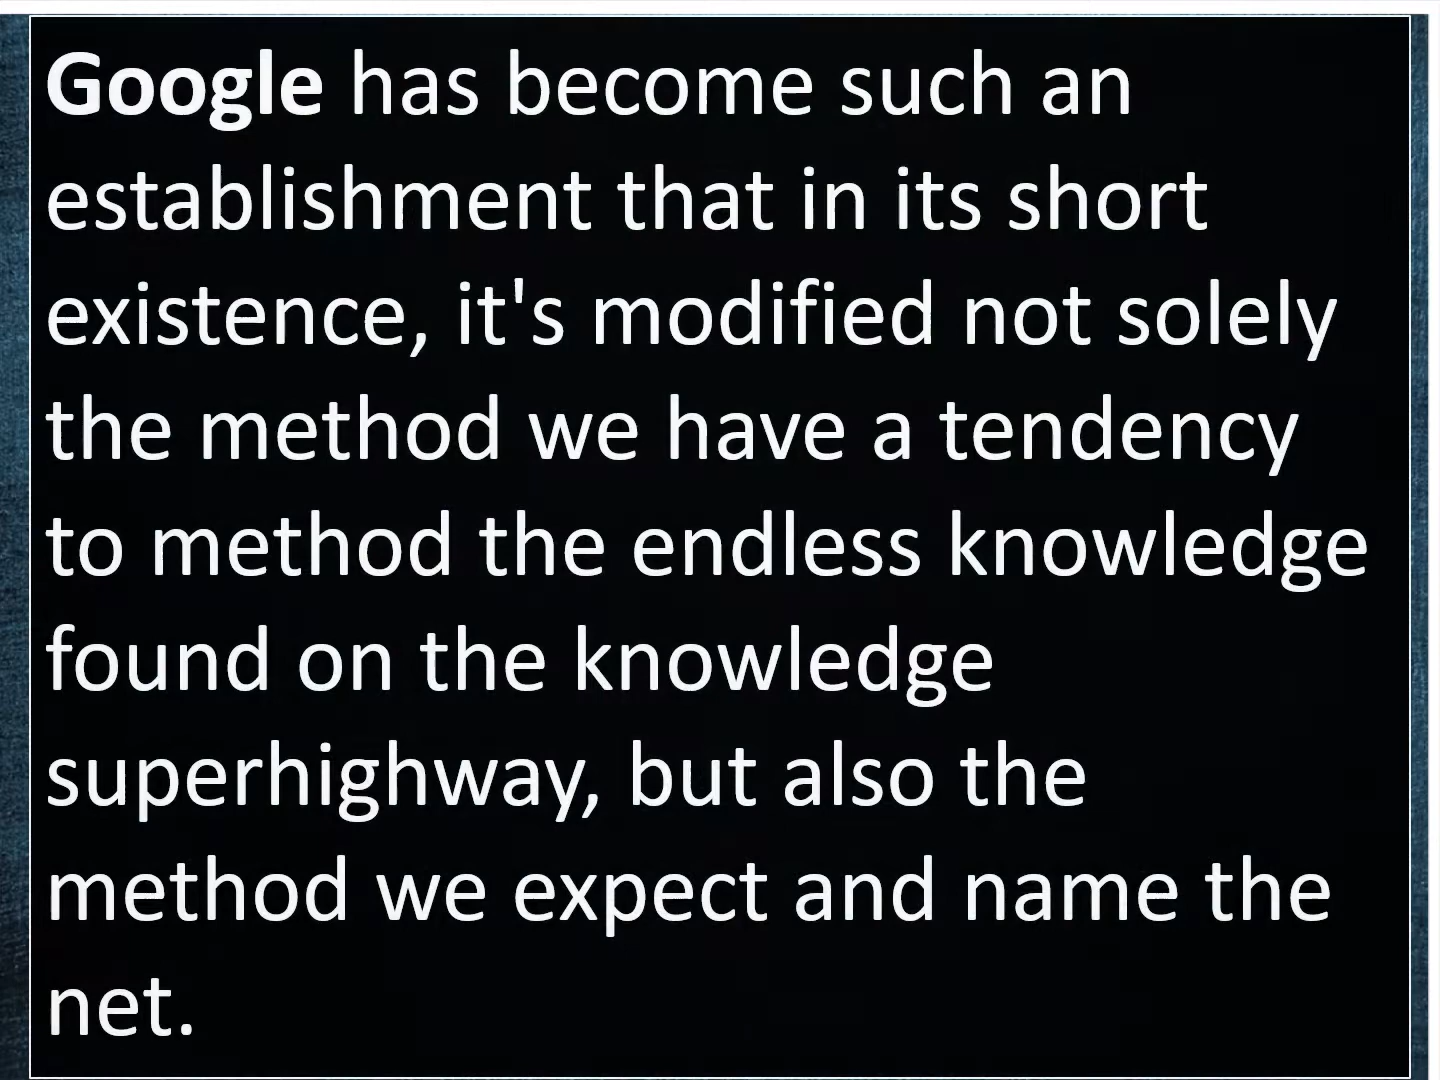 Google has become such an
establishment that in its short
existence, it's modified not solely
the method we have a tendency
to method the endless knowledge
found on the knowledge
superhighway, but also the
method we expect and name the
net.